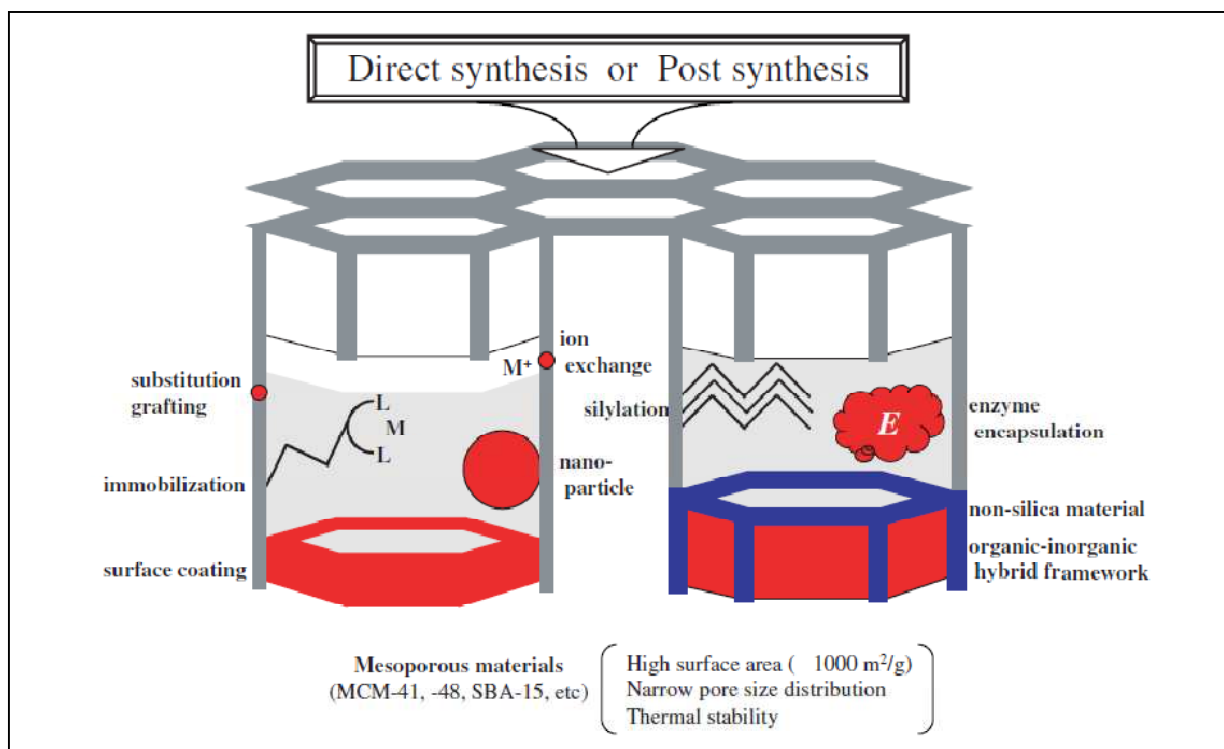 Direct synthesis or Post synthesis
substitution
grafting
immobilization
surface coating
L
M
L
M⁺
ion
exchange
nano-
particle
silylation
E
enzyme
encapsulation
non-silica material
organic-inorganic
hybrid framework
Mesoporous materials
(MCM-41, -48, SBA-15, etc)
High surface area ( 1000 m²/g)
Narrow pore size distribution
Thermal stability